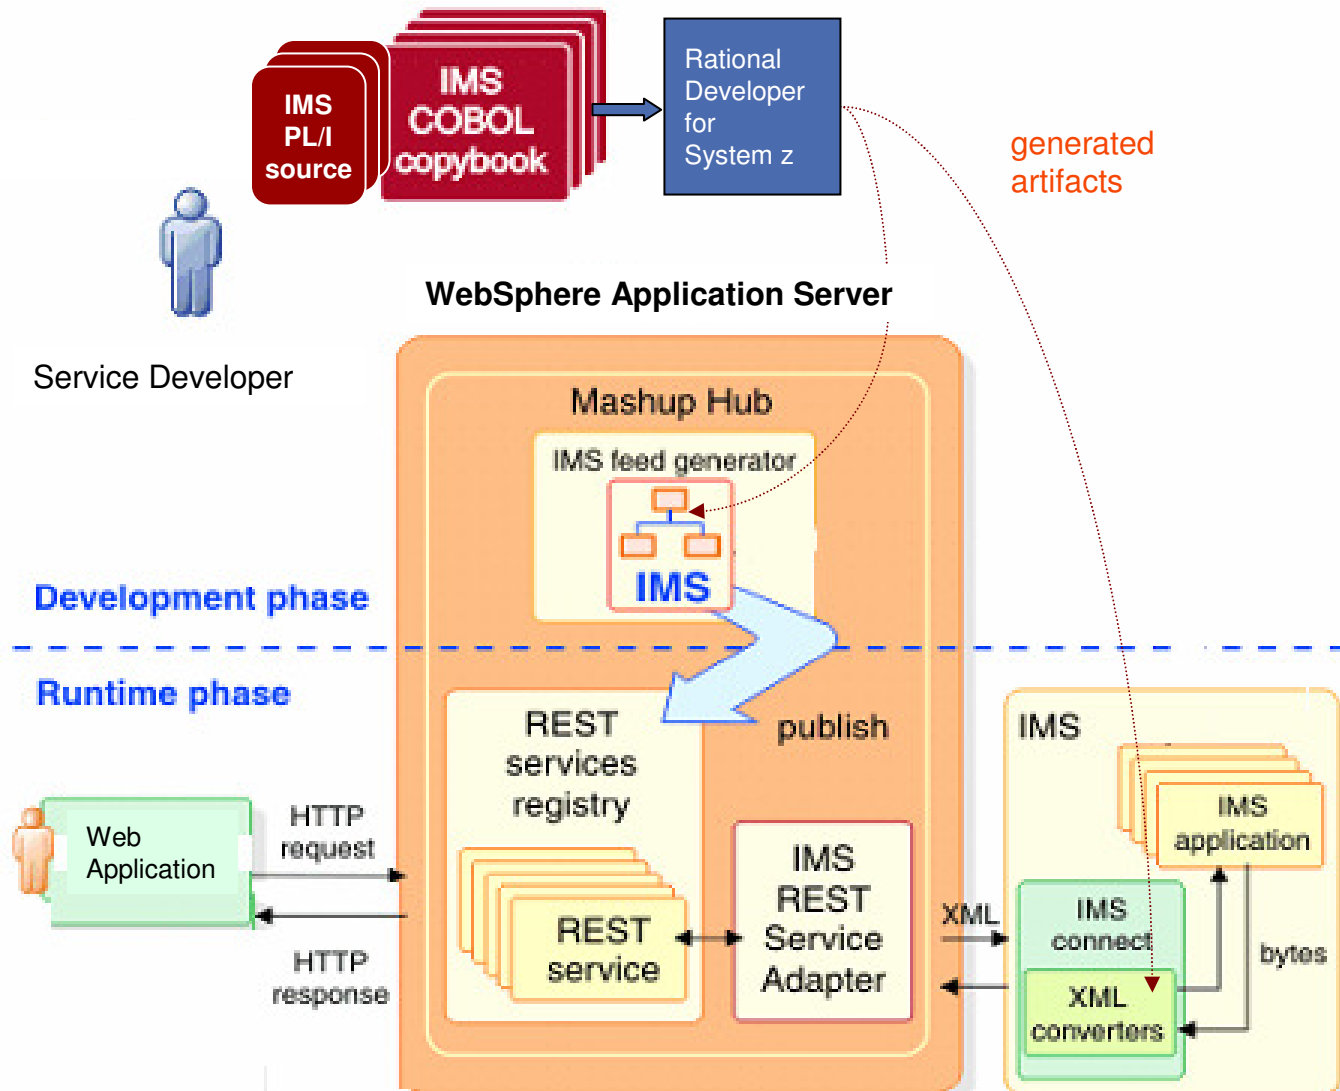 IMS
PL/I
source
IMS
COBOL
copybook
Rational
Developer
for
System z
generated
artifacts
Service Developer
WebSphere Application Server
Mashup Hub
IMS feed generator
IMS
Development phase
Runtime phase
publish
REST
services
registry
REST
service
IMS
REST
Service
Adapter
Web
Application
HTTP
request
HTTP
response
XML
IMS
IMS
application
IMS
connect
XML
converters
bytes